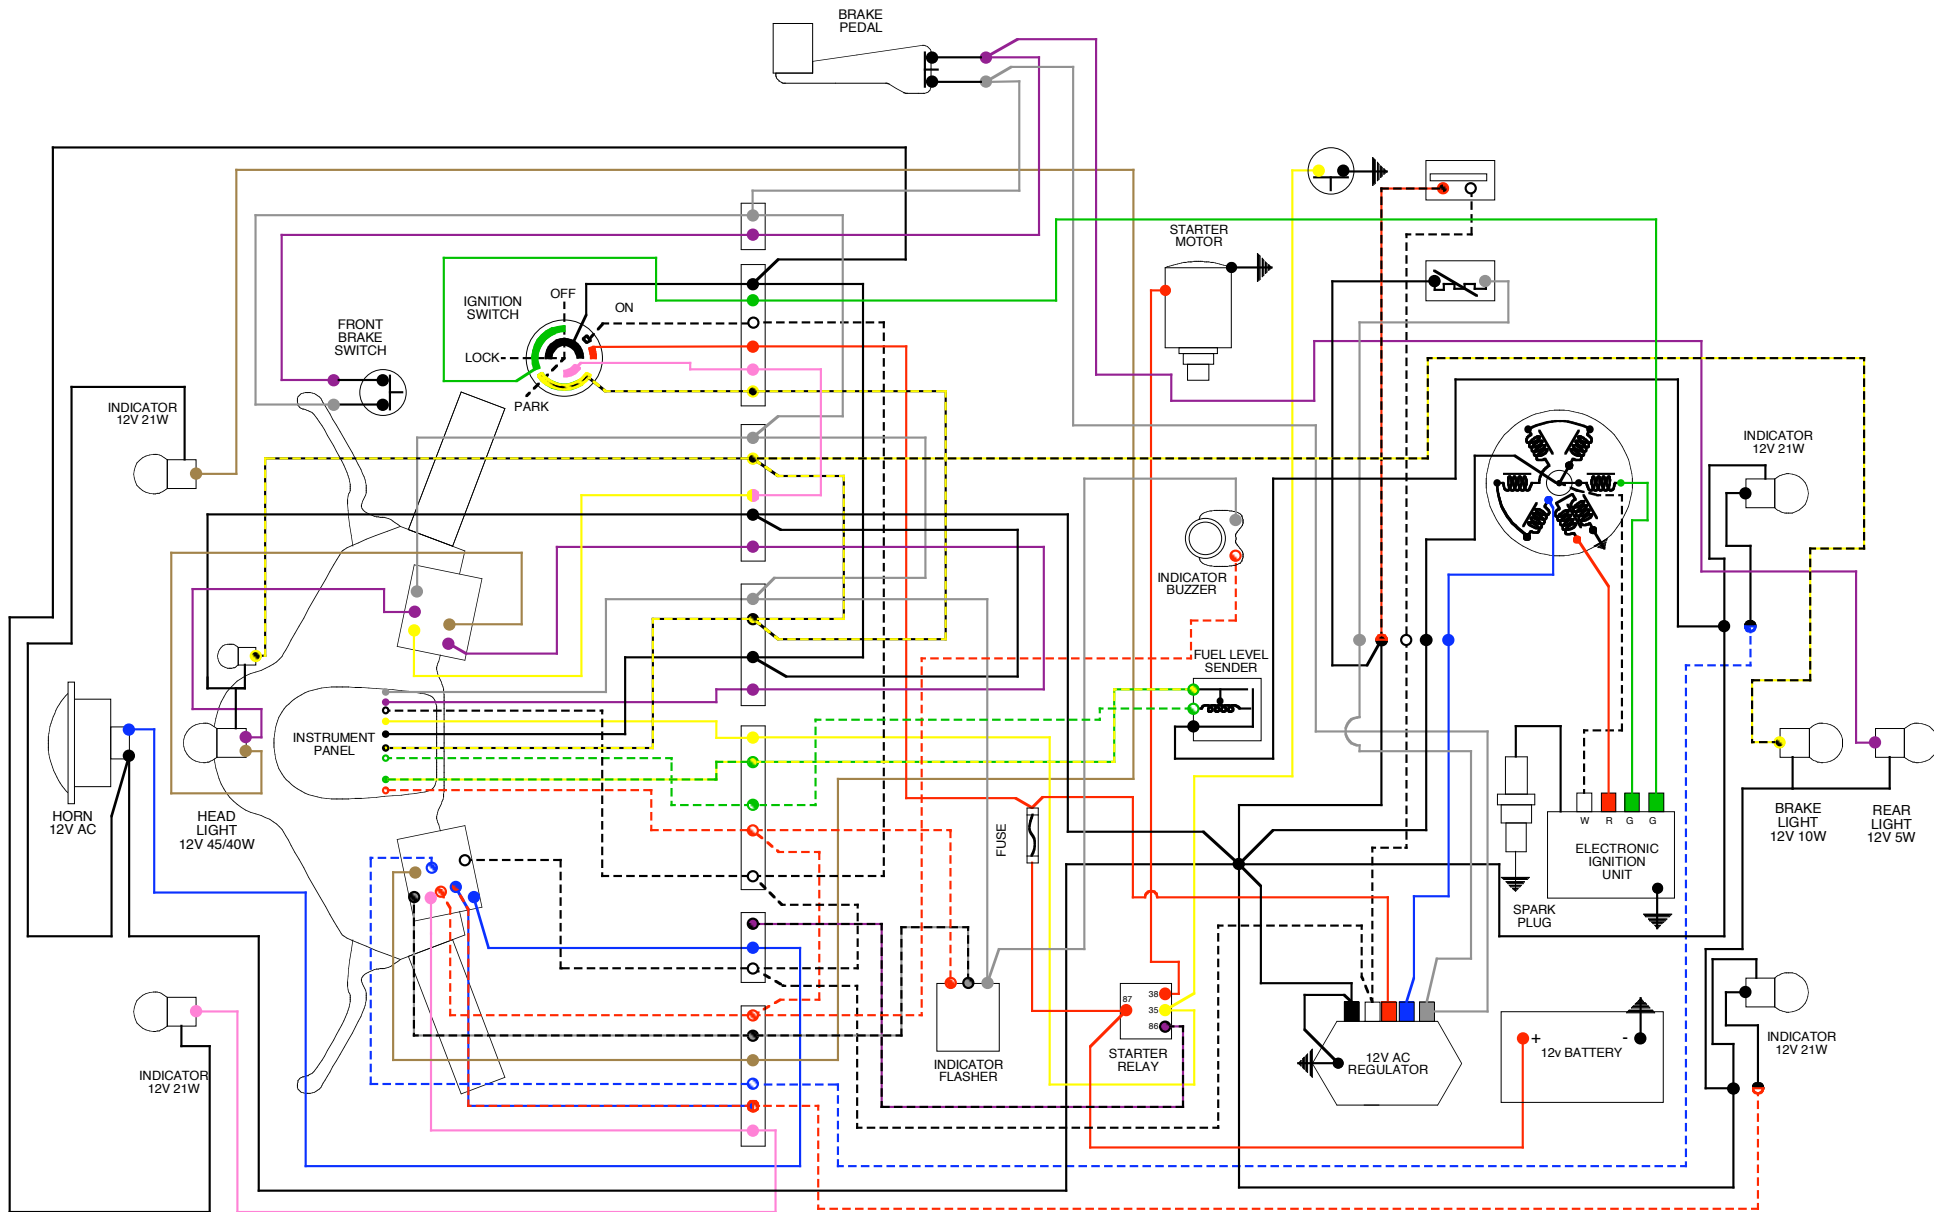 BRAKE
PEDAL
STARTER
MOTOR
IGNITION
SWITCH
OFF
ON
LOCK
PARK
FRONT
BRAKE
SWITCH
INDICATOR
12V 21W
INDICATOR
12V 21W
INDICATOR
BUZZER
FUEL LEVEL
SENDER
INSTRUMENT
PANEL
HORN
12V AC
HEAD
LIGHT
12V 45/40W
FUSE
W R G G
ELECTRONIC
IGNITION
UNIT
SPARK
PLUG
BRAKE
LIGHT
12V 10W
REAR
LIGHT
12V 5W
INDICATOR
12V 21W
INDICATOR
FLASHER
87
38
35
86
STARTER
RELAY
12V AC
REGULATOR
+ 12v BATTERY -
INDICATOR
12V 21W